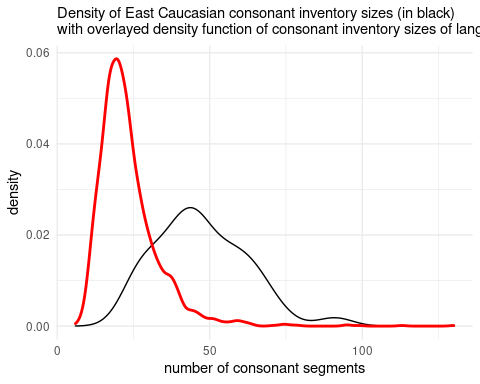 Density of East Caucasian consonant inventory sizes (in black)
with overlayed density function of consonant inventory sizes of
0.06
0.04
0.02
0.00
density
0
50
100
number of consonant segments